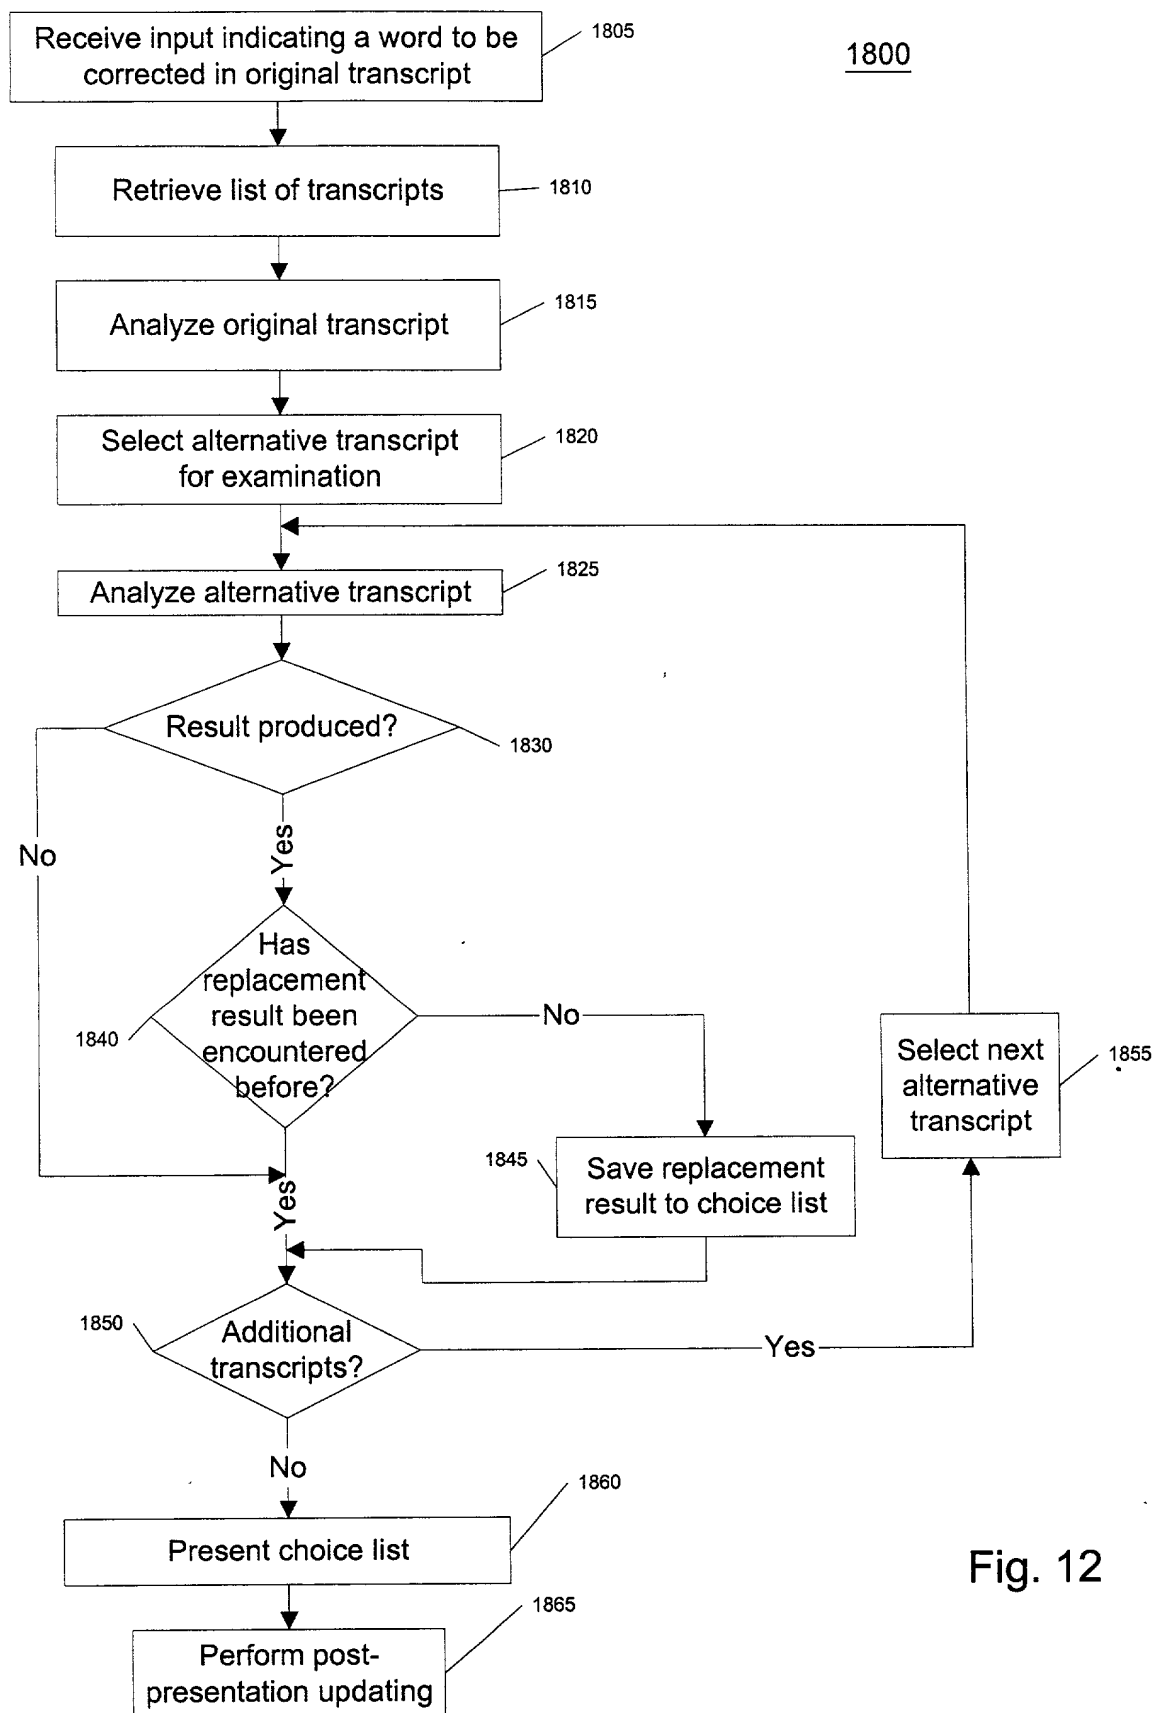 Receive input indicating a word to be
corrected in original transcript
1805
1800
Retrieve list of transcripts
1810
Analyze original transcript
1815
Select alternative transcript
for examination
1820
Analyze alternative transcript
1825
Result produced?
1830
No
Yes
Has
replacement
result been
encountered
before?
1840
No
Select next
alternative
transcript
1855
Save replacement
result to choice list
1845
Yes
Additional
transcripts?
1850
Yes
No
Present choice list
1860
Fig. 12
Perform post-
presentation updating
1865